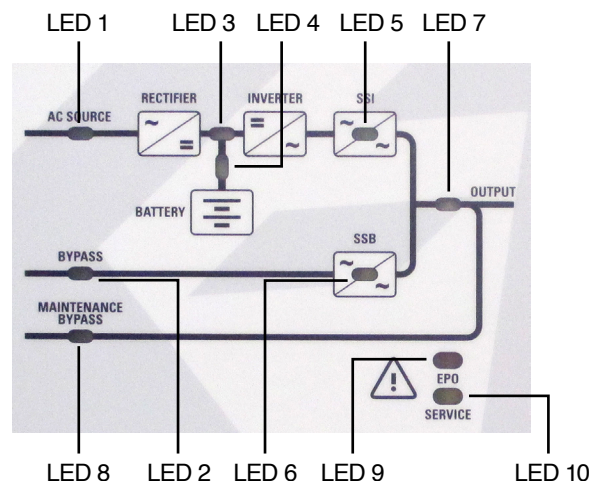 LED 1 LED 3 LED 4 LED 5 LED 7
RECTIFIER INVERTER SSI
AC SOURCE
OUTPUT
BATTERY
SSB
BYPASS
MAINTENANCE
BYPASS
EPO
SERVICE
LED 8 LED 2 LED 6 LED 9 LED 10